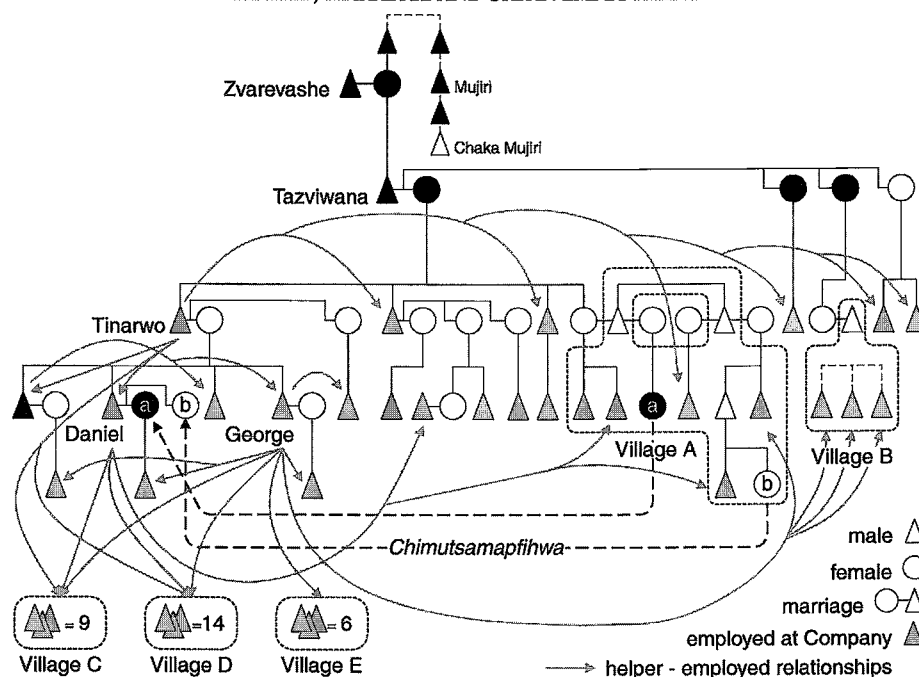 Zvarevashe
Mujiri
Chaka Mujiri
Tazviwana
Tinarwo
a
b
a
Daniel
George
Village A
Village B
b
Chimutsamapfihwa
male
female
marriage
employed at Company
helper - employed relationships
= 9
=14
= 6
Village C
Village D
Village E